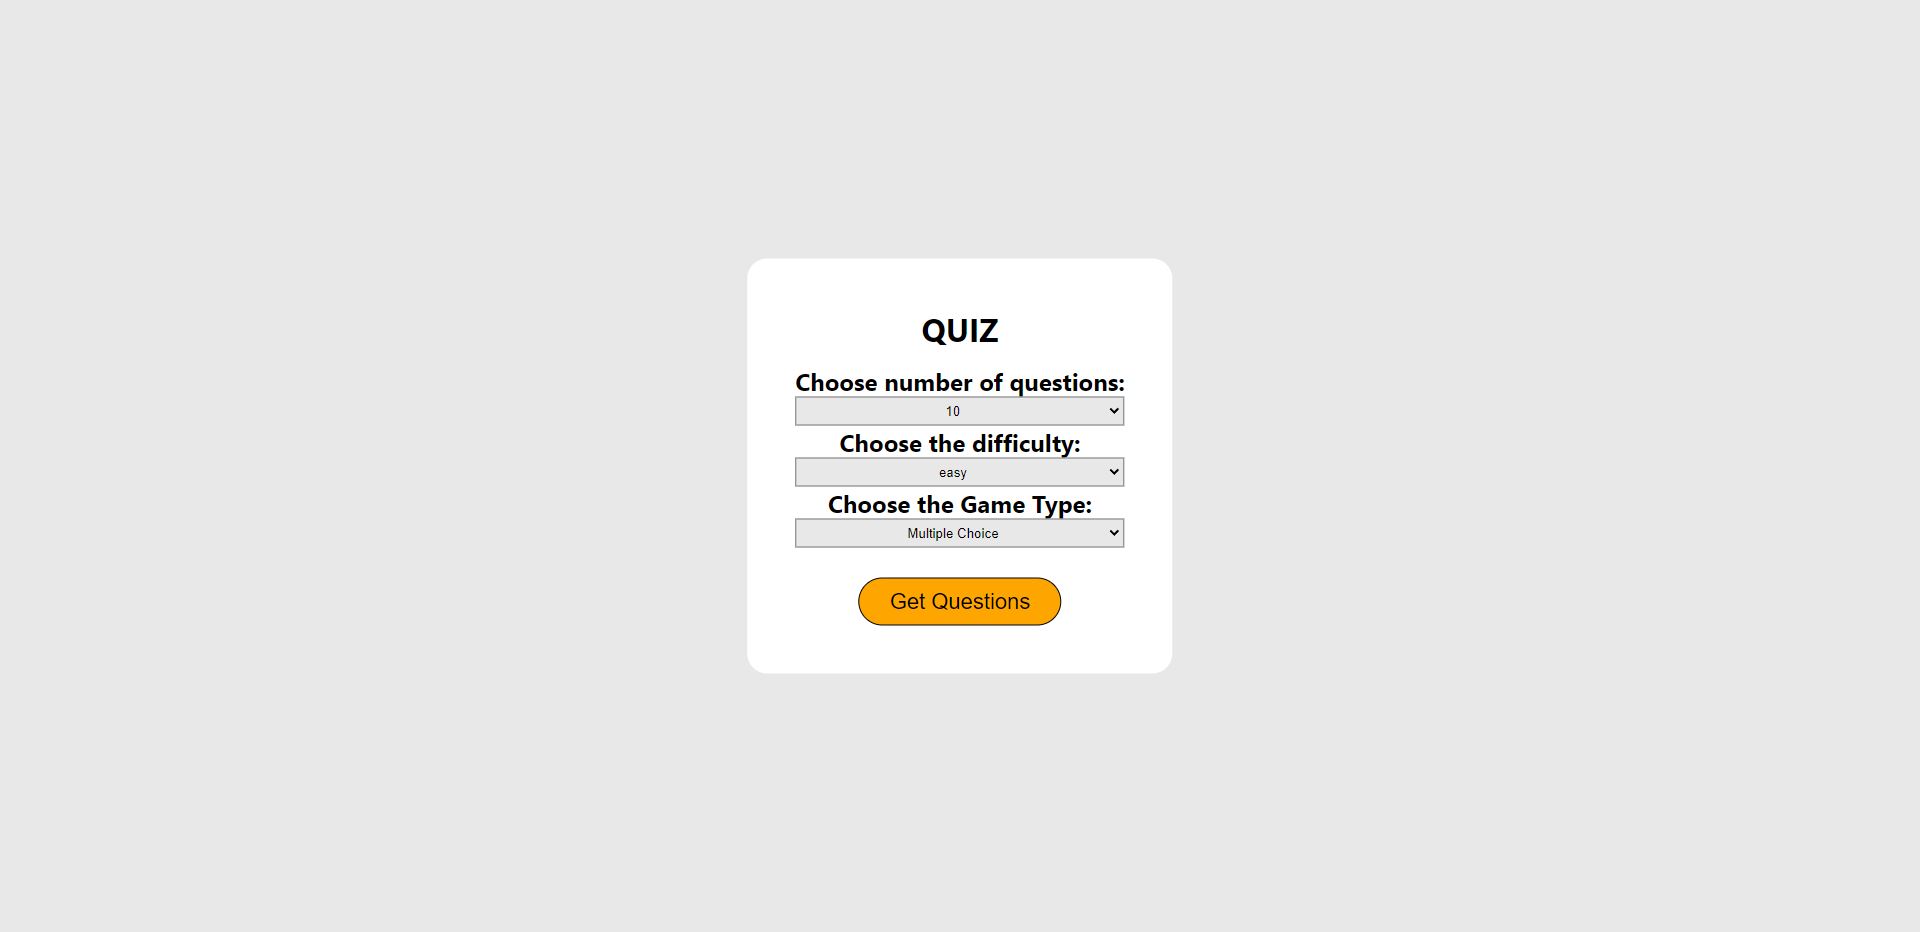 QUIZ
Choose number of questions:
10
Choose the difficulty:
easy
Choose the Game Type:
Multiple Choice
Get Questions